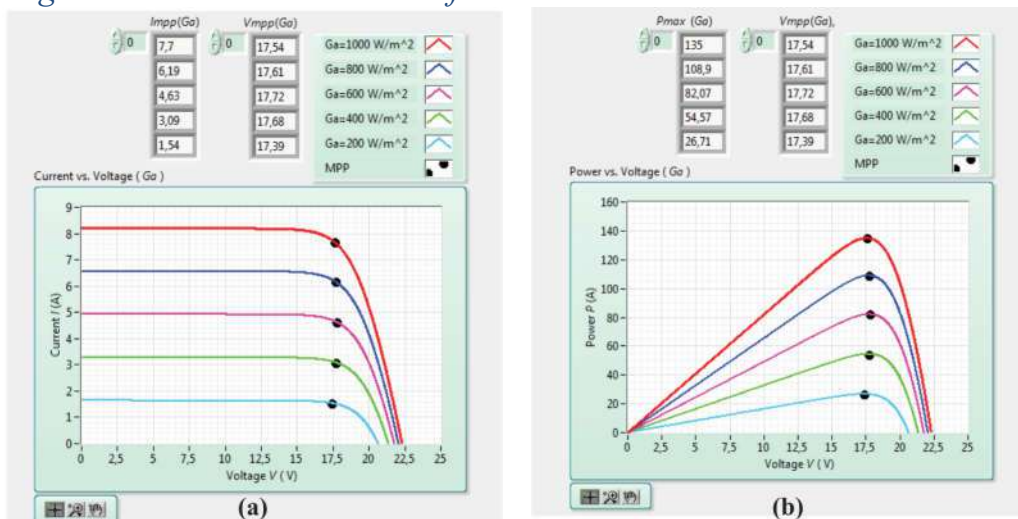 Impp(Ga) Vmpp(Ga)
0 7,7 0 17,54 Ga=1000 W/m^2
6,19 17,61 Ga=800 W/m^2
4,63 17,72 Ga=600 W/m^2
3,09 17,68 Ga=400 W/m^2
1,54 17,39 Ga=200 W/m^2
MPP
Current vs. Voltage ( Ga )
9
8
7
6
5
4
3
2
1
0
Current I (A)
0 2,5 5 7,5 10 12,5 15 17,5 20 22,5 25
Voltage V ( V)
(a)
Pmax (Ga) Vmpp(Ga),
0 135 0 17,54 Ga=1000 W/m^2
108,9 17,61 Ga=800 W/m^2
82,07 17,72 Ga=600 W/m^2
54,57 17,68 Ga=400 W/m^2
26,71 17,39 Ga=200 W/m^2
MPP
Power vs. Voltage ( Ga )
160
140
120
100
80
60
40
20
0
Power P (A)
0 2,5 5 7,5 10 12,5 15 17,5 20 22,5 25
Voltage V ( V)
(b)